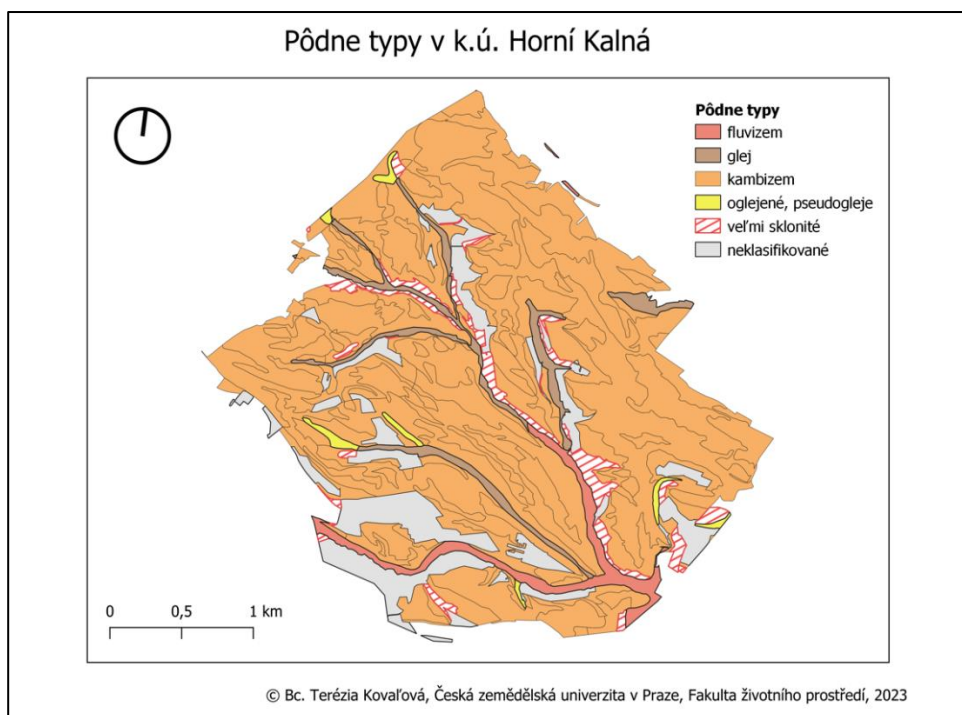 Pôdne typy v k.ú. Horní Kalná
Pôdne typy
fluvizem
glej
kambizem
oglejené, pseudogleje
veľmi sklonité
neklasifikované
0 0,5 1 km
© Bc. Terézia Kovaľová, Česká zemědělská univerzita v Praze, Fakulta životního prostředí, 2023